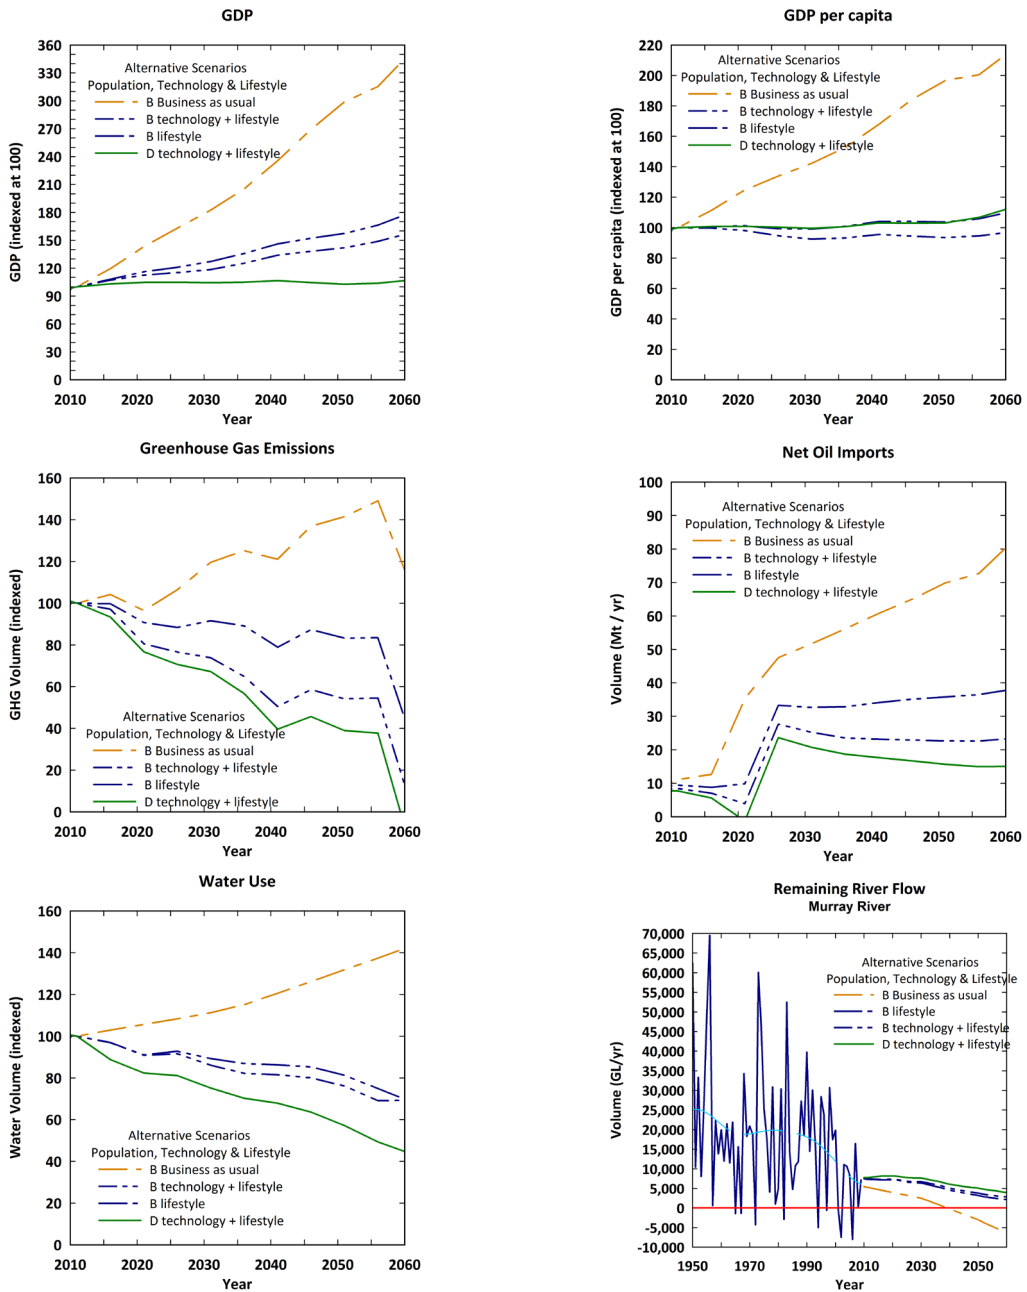 GDP
GDP (indexed at 100)
360
330
300
270
240
210
180
150
120
90
60
30
0
Alternative Scenarios
Population, Technology & Lifestyle
B Business as usual
B technology + lifestyle
B lifestyle
D technology + lifestyle
2010 2020 2030 2040 2050 2060
Year
GDP per capita
GDP per capita (indexed at 100)
220
200
180
160
140
120
100
80
60
40
20
0
Alternative Scenarios
Population, Technology & Lifestyle
B Business as usual
B technology + lifestyle
B lifestyle
D technology + lifestyle
2010 2020 2030 2040 2050 2060
Year
Greenhouse Gas Emissions
GHG Volume (indexed)
160
140
120
100
80
60
40
20
0
Alternative Scenarios
Population, Technology & Lifestyle
B Business as usual
B technology + lifestyle
B lifestyle
D technology + lifestyle
2010 2020 2030 2040 2050 2060
Year
Net Oil Imports
Volume (Mt / yr)
100
90
80
70
60
50
40
30
20
10
0
Alternative Scenarios
Population, Technology & Lifestyle
B Business as usual
B technology + lifestyle
B lifestyle
D technology + lifestyle
2010 2020 2030 2040 2050 2060
Year
Water Use
Water Volume (indexed)
160
140
120
100
80
60
40
20
0
Alternative Scenarios
Population, Technology & Lifestyle
B Business as usual
B technology + lifestyle
B lifestyle
D technology + lifestyle
2010 2020 2030 2040 2050 2060
Year
Remaining River Flow
Murray River
Volume (GL/yr)
70,000
65,000
60,000
55,000
50,000
45,000
40,000
35,000
30,000
25,000
20,000
15,000
10,000
5,000
0
-5,000
-10,000
Alternative Scenarios
Population, Technology & Lifestyle
B Business as usual
B lifestyle
B technology + lifestyle
D technology + lifestyle
1950 1970 1990 2010 2030 2050
Year